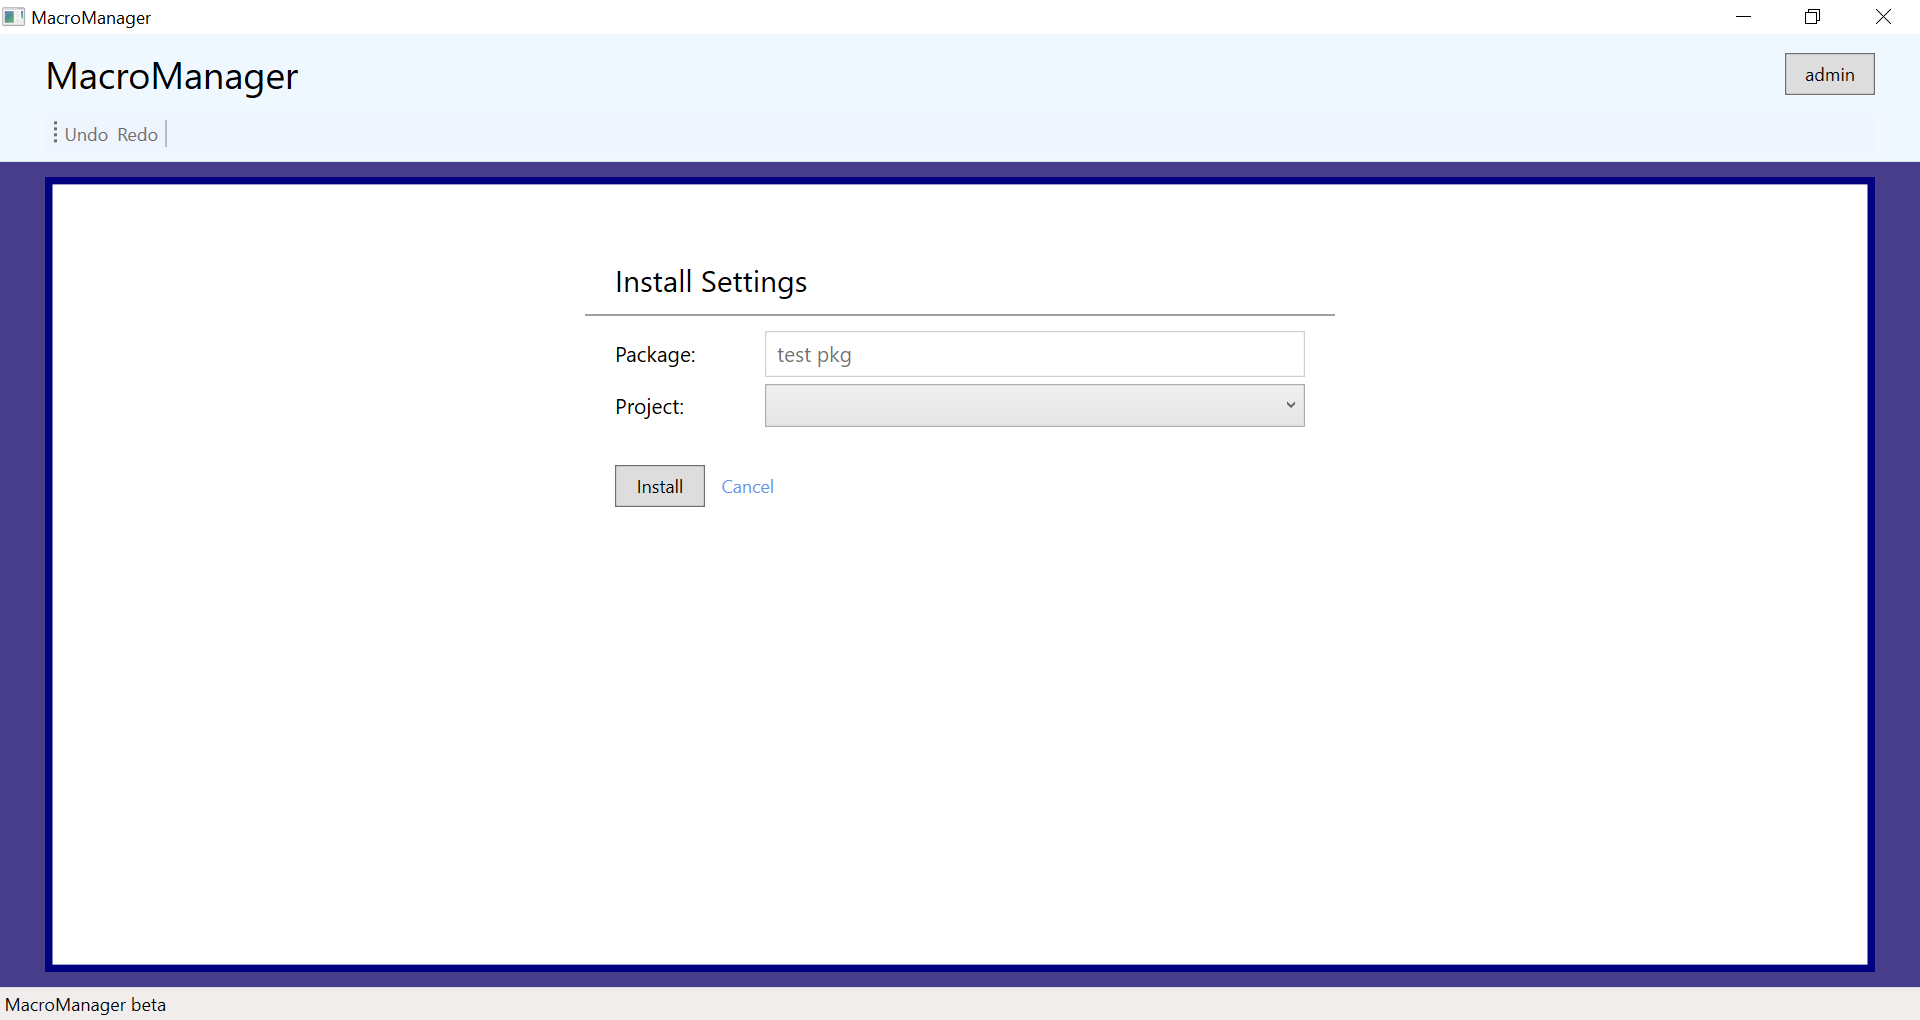 MacroManager
MacroManager
admin
Undo Redo
Install Settings
Package: test pkg
Project:
Install Cancel
MacroManager beta